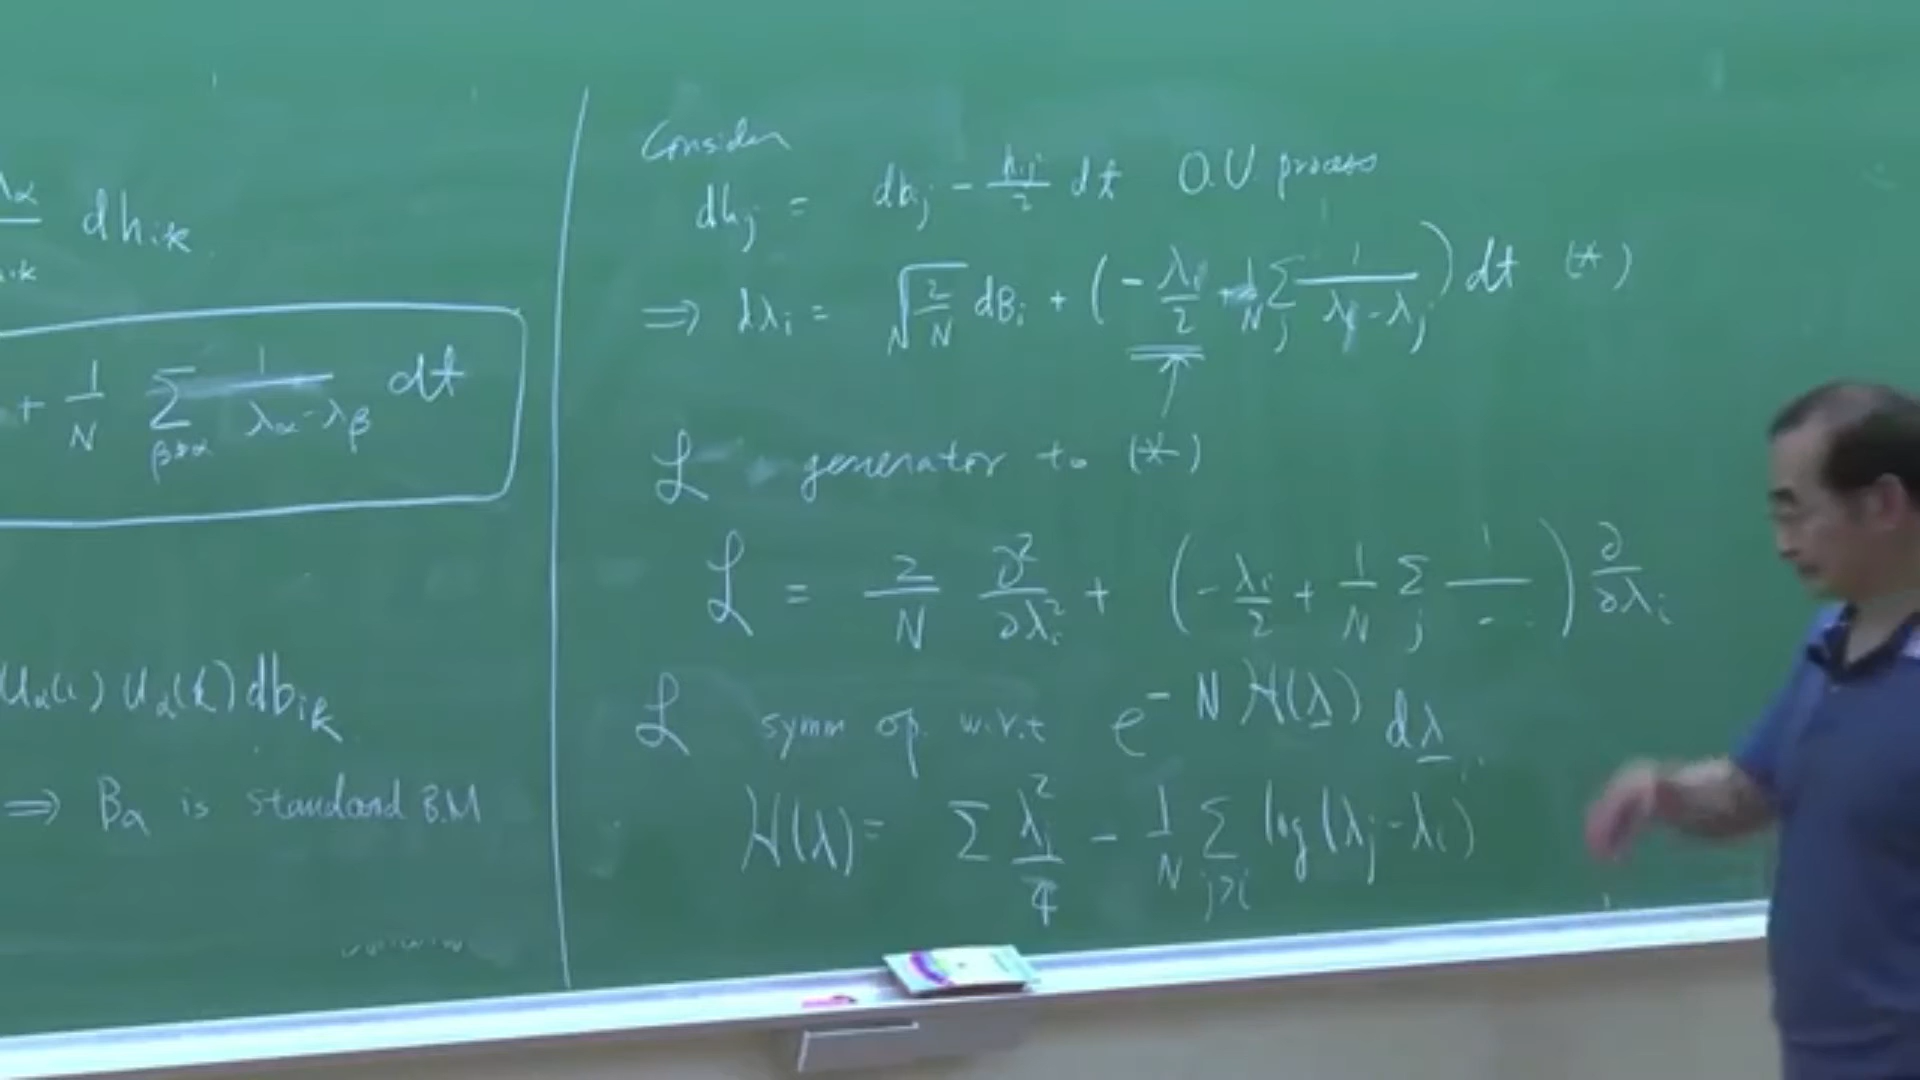 λα
dhik
ik
+ 1/N Σ_{β≠α} 1/(λα - λβ) dt
uα(i) uα(k) dbik
⟹ Bα is standard B.M
Consider
dhij = dbij - hij/2 dt O.U process
⟹ dλi = √(2/N) dBi + (- λi/2 + 1/N Σ_j 1/(λi - λj)) dt (*)
ℒ generator to (*)
ℒ = 2/N ∂²/∂λi² + (- λi/2 + 1/N Σ_j 1/..) ∂/∂λi
ℒ symm op. w.r.t e^{-N H(λ)} dλ
H(λ) = Σ λi²/4 - 1/N Σ_{j>i} log(λj - λi)